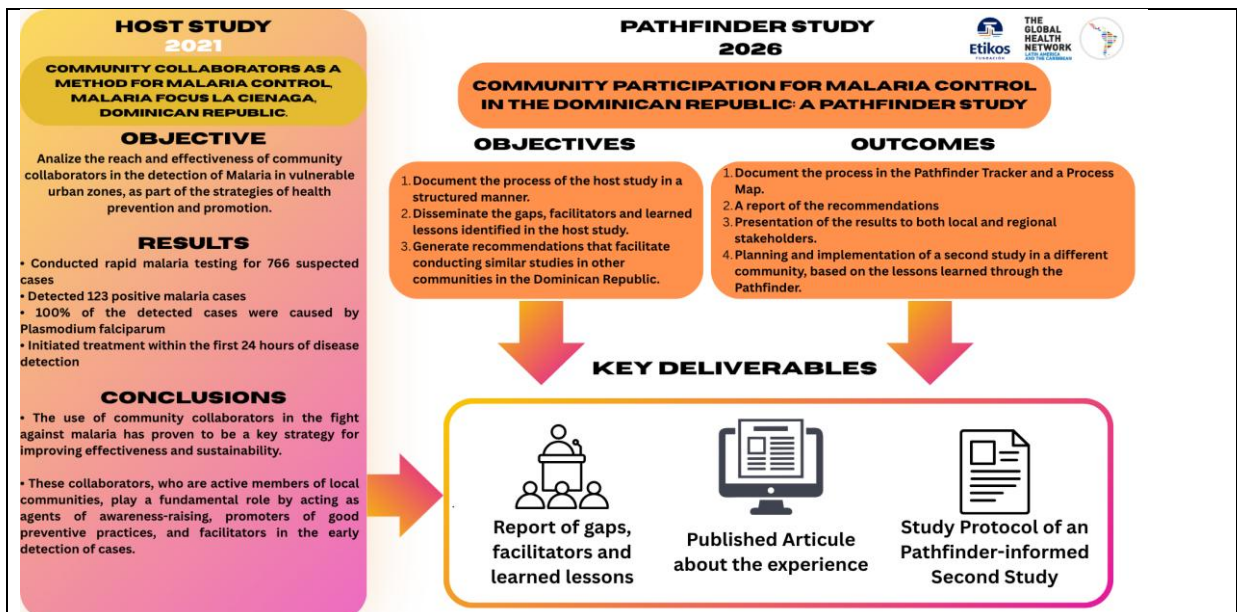 HOST STUDY
2021
COMMUNITY COLLABORATORS AS A
METHOD FOR MALARIA CONTROL,
MALARIA FOCUS LA CIENAGA,
DOMINICAN REPUBLIC.
OBJECTIVE
Analize the reach and effectiveness of community
collaborators in the detection of Malaria in vulnerable
urban zones, as part of the strategies of health
prevention and promotion.
RESULTS
• Conducted rapid malaria testing for 766 suspected
cases
• Detected 123 positive malaria cases
• 100% of the detected cases were caused by
Plasmodium falciparum
• Initiated treatment within the first 24 hours of disease
detection
CONCLUSIONS
• The use of community collaborators in the fight
against malaria has proven to be a key strategy for
improving effectiveness and sustainability.
• These collaborators, who are active members of local
communities, play a fundamental role by acting as
agents of awareness-raising, promoters of good
preventive practices, and facilitators in the early
detection of cases.
PATHFINDER STUDY
2026
Etikos
FUNDACIÓN
THE
GLOBAL
HEALTH
NETWORK
LATIN AMERICA
AND THE CARIBBEAN
COMMUNITY PARTICIPATION FOR MALARIA CONTROL
IN THE DOMINICAN REPUBLIC: A PATHFINDER STUDY
OBJECTIVES
1. Document the process of the host study in a
structured manner.
2. Disseminate the gaps, facilitators and learned
lessons identified in the host study.
3. Generate recommendations that facilitate
conducting similar studies in other
communities in the Dominican Republic.
OUTCOMES
1. Document the process in the Pathfinder Tracker and a Process
Map.
2. A report of the recommendations
3. Presentation of the results to both local and regional
stakeholders.
4. Planning and implementation of a second study in a different
community, based on the lessons learned through the
Pathfinder.
KEY DELIVERABLES
Report of gaps,
facilitators and
learned lessons
Published Articule
about the experience
Study Protocol of an
Pathfinder-informed
Second Study